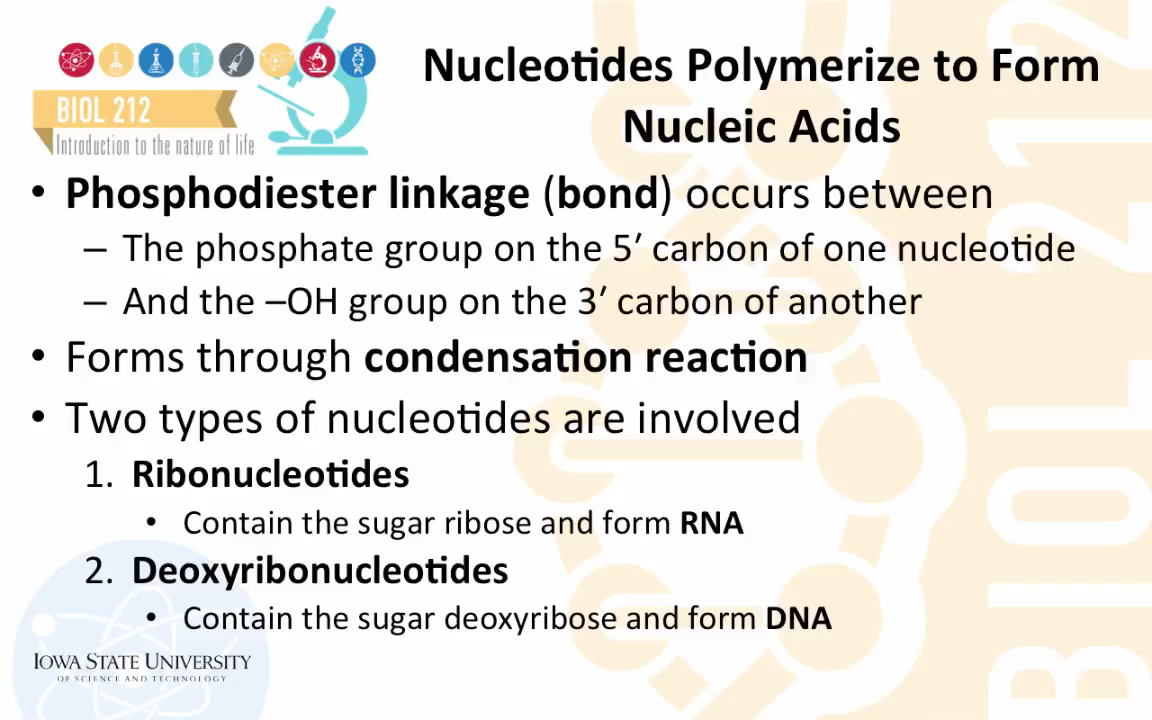 BIOL 212
Introduction to the nature of life
Nucleotides Polymerize to Form
Nucleic Acids
• Phosphodiester linkage (bond) occurs between
– The phosphate group on the 5′ carbon of one nucleotide
– And the –OH group on the 3′ carbon of another
• Forms through condensation reaction
• Two types of nucleotides are involved
1. Ribonucleotides
• Contain the sugar ribose and form RNA
2. Deoxyribonucleotides
• Contain the sugar deoxyribose and form DNA
IOWA STATE UNIVERSITY
OF SCIENCE AND TECHNOLOGY
BIOL 212